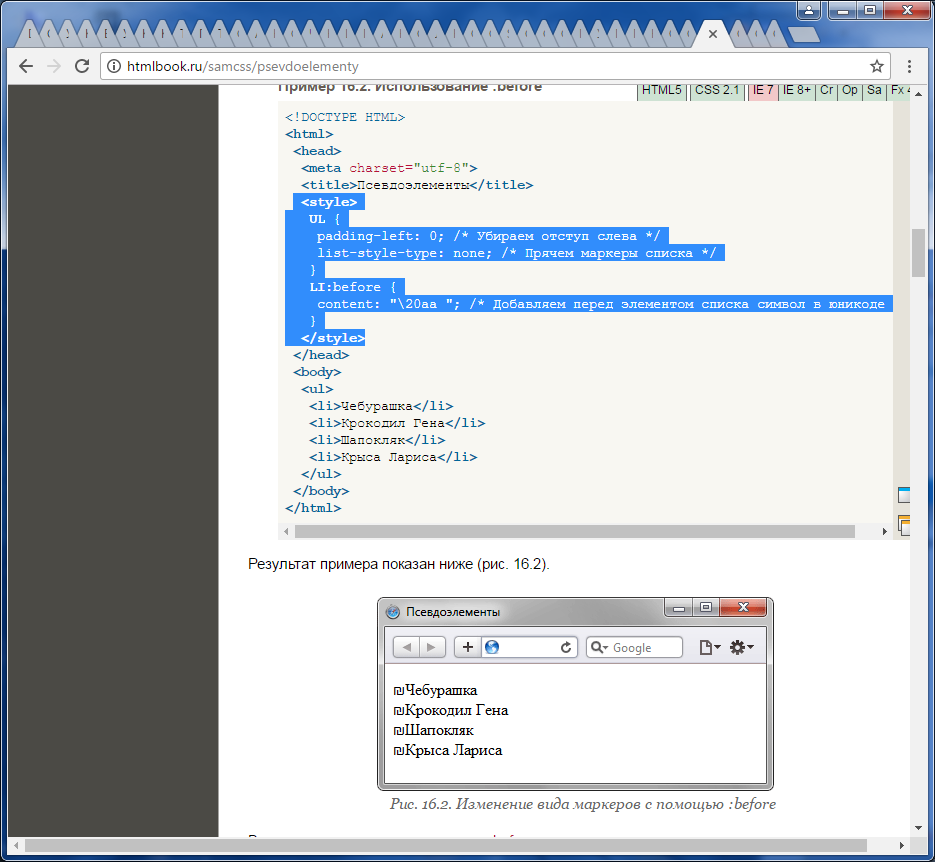 htmlbook.ru/samcss/psevdoelementy
Пример 16.2. Использование :before
HTML5 CSS 2.1 IE 7 IE 8+ Cr Op Sa Fx 4
<!DOCTYPE HTML>
<html>
<head>
<meta charset="utf-8">
<title>Псевдоэлементы</title>
<style>
UL {
padding-left: 0; /* Убираем отступ слева */
list-style-type: none; /* Прячем маркеры списка */
}
LI:before {
content: "\20aa "; /* Добавляем перед элементом списка символ в юникоде
}
</style>
</head>
<body>
<ul>
<li>Чебурашка</li>
<li>Крокодил Гена</li>
<li>Шапокляк</li>
<li>Крыса Лариса</li>
</ul>
</body>
</html>
Результат примера показан ниже (рис. 16.2).
Псевдоэлементы
Google
₪Чебурашка
₪Крокодил Гена
₪Шапокляк
₪Крыса Лариса
Рис. 16.2. Изменение вида маркеров с помощью :before